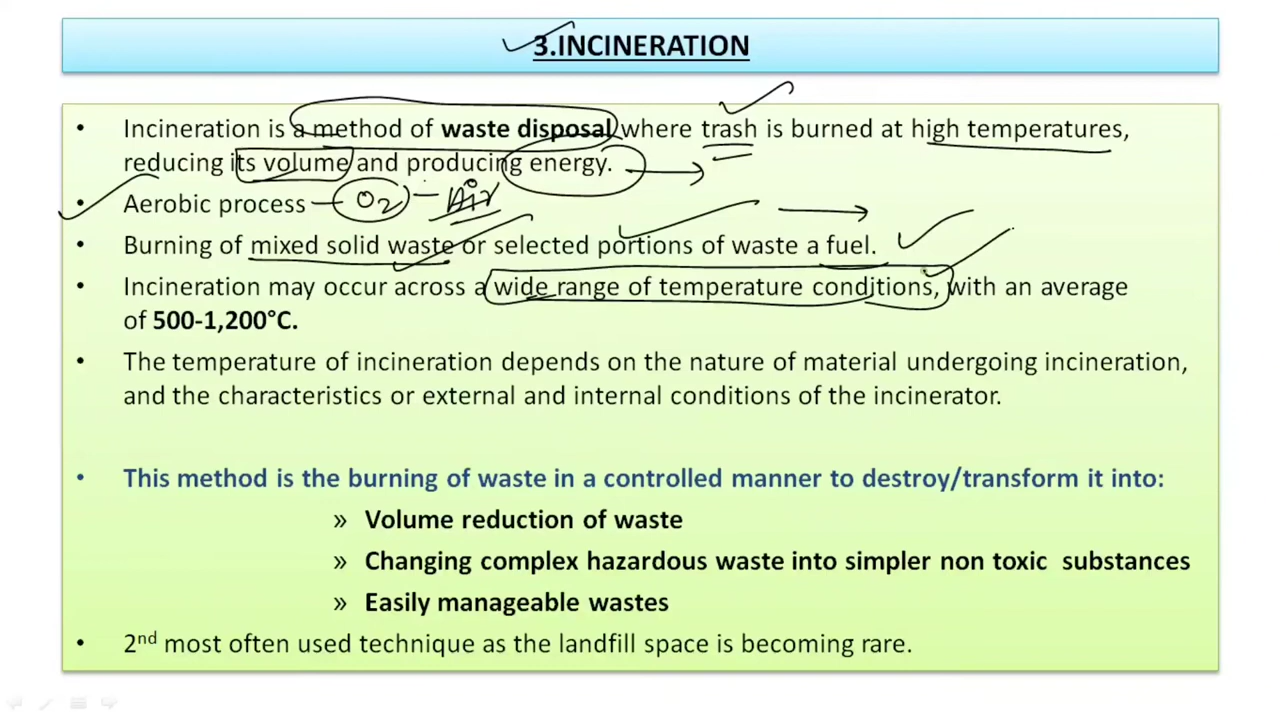 3.INCINERATION
• Incineration is a method of waste disposal where trash is burned at high temperatures,
reducing its volume and producing energy.
• Aerobic process O2 - Air
• Burning of mixed solid waste or selected portions of waste a fuel.
• Incineration may occur across a wide range of temperature conditions, with an average
of 500-1,200°C.
• The temperature of incineration depends on the nature of material undergoing incineration,
and the characteristics or external and internal conditions of the incinerator.
• This method is the burning of waste in a controlled manner to destroy/transform it into:
» Volume reduction of waste
» Changing complex hazardous waste into simpler non toxic substances
» Easily manageable wastes
• 2nd most often used technique as the landfill space is becoming rare.